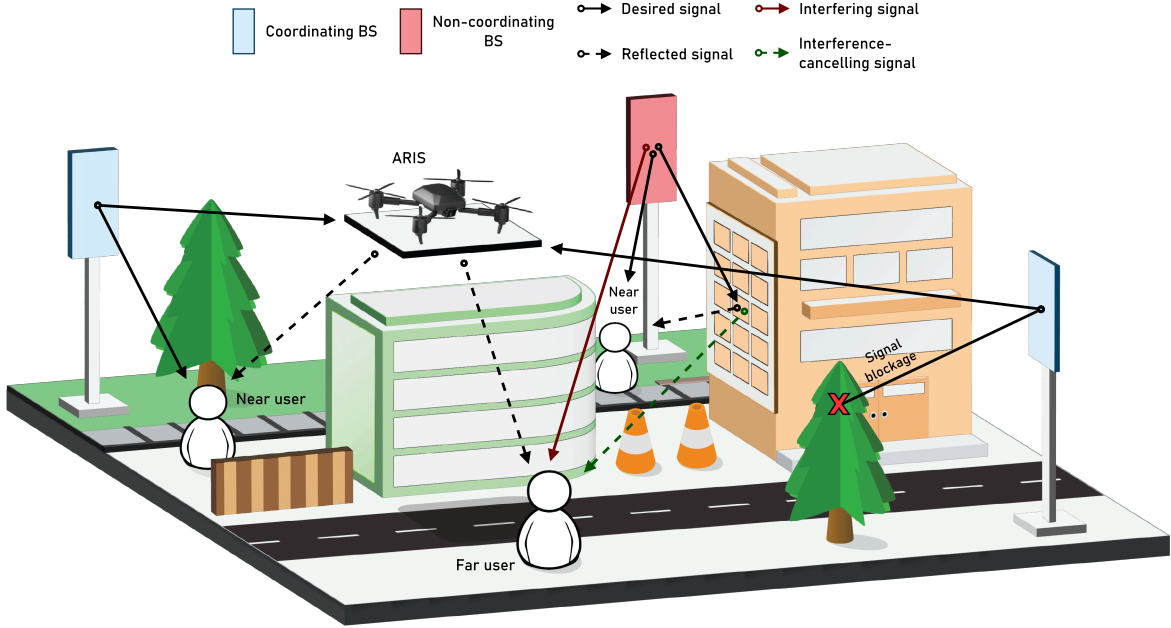 Coordinating BS
Non-coordinating
BS
Desired signal
Reflected signal
Interfering signal
Interference-
cancelling signal
ARIS
Near
user
Signal
blockage
X
Near user
Far user